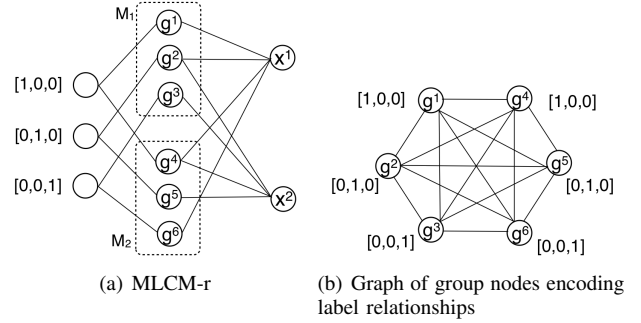 M1
g1
g2
g3
[1,0,0]
[0,1,0]
[0,0,1]
g4
g5
g6
M2
x1
x2
(a) MLCM-r
[1,0,0]
g1
g4
[1,0,0]
g2
[0,1,0]
g5
[0,1,0]
g3
[0,0,1]
g6
[0,0,1]
(b) Graph of group nodes encoding
label relationships